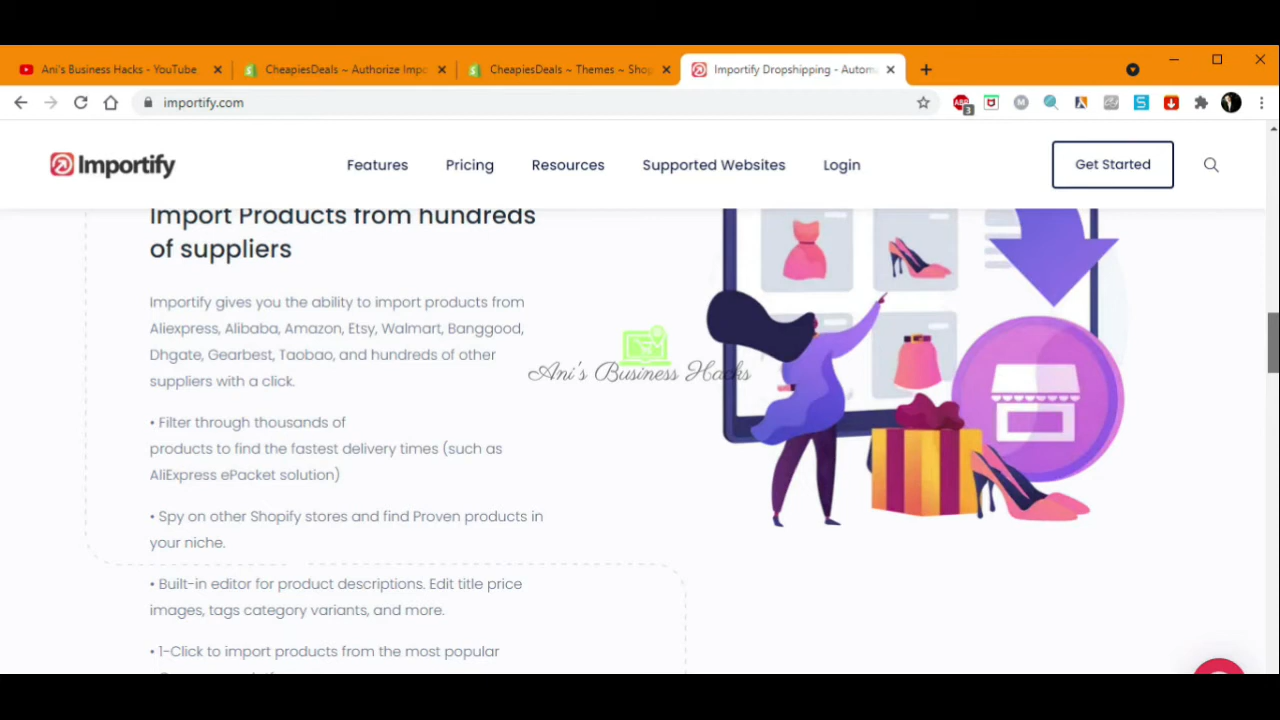 Ani's Business Hacks - YouTube
CheapiesDeals ~ Authorize Impo
CheapiesDeals ~ Themes ~ Shop
Importify Dropshipping - Autom
importify.com
ABP
3
M
S
Importify
Features
Pricing
Resources
Supported Websites
Login
Get Started
Import Products from hundreds
of suppliers
Importify gives you the ability to import products from
Aliexpress, Alibaba, Amazon, Etsy, Walmart, Banggood,
Dhgate, Gearbest, Taobao, and hundreds of other
suppliers with a click.
Ani's Business Hacks
• Filter through thousands of
products to find the fastest delivery times (such as
AliExpress ePacket solution)
• Spy on other Shopify stores and find Proven products in
your niche.
• Built-in editor for product descriptions. Edit title price
images, tags category variants, and more.
• 1-Click to import products from the most popular